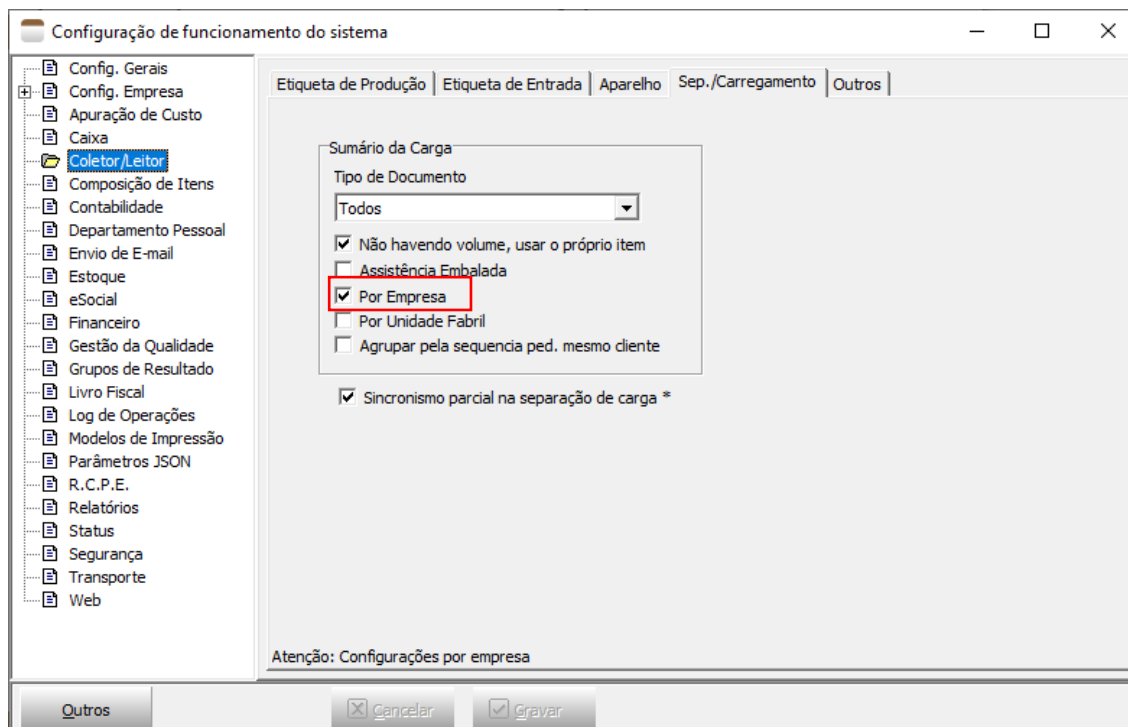 Configuração de funcionamento do sistema
Config. Gerais
Config. Empresa
Apuração de Custo
Caixa
Coletor/Leitor
Composição de Itens
Contabilidade
Departamento Pessoal
Envio de E-mail
Estoque
eSocial
Financeiro
Gestão da Qualidade
Grupos de Resultado
Livro Fiscal
Log de Operações
Modelos de Impressão
Parâmetros JSON
R.C.P.E.
Relatórios
Status
Segurança
Transporte
Web
Etiqueta de Produção Etiqueta de Entrada Aparelho Sep./Carregamento Outros
Sumário da Carga
Tipo de Documento
Todos
Não havendo volume, usar o próprio item
Assistência Embalada
Por Empresa
Por Unidade Fabril
Agrupar pela sequencia ped. mesmo cliente
Sincronismo parcial na separação de carga *
Atenção: Configurações por empresa
Outros Cancelar Gravar